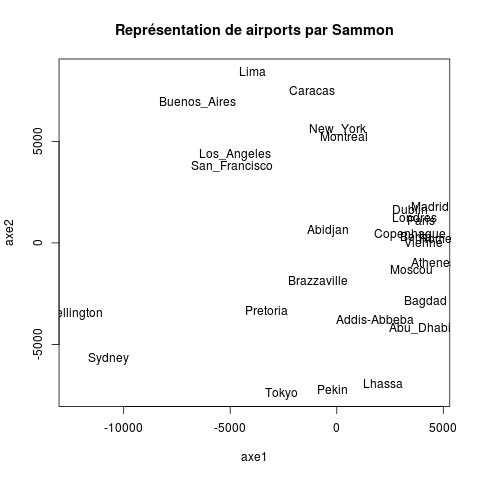 Représentation de airports par Sammon
Lima
Caracas
Buenos_Aires
New_York
Montreal
Los_Angeles
San_Francisco
Madrid
Dublin
Londres
Paris
Abidjan
Copenhague
Rome
Vienne
Athenes
Moscou
Brazzaville
Bagdad
ellington
Pretoria
Addis-Abbeba
Abu_Dhabi
Sydney
Lhassa
Pekin
Tokyo
5000
0
-5000
axe2
-10000
-5000
0
5000
axe1